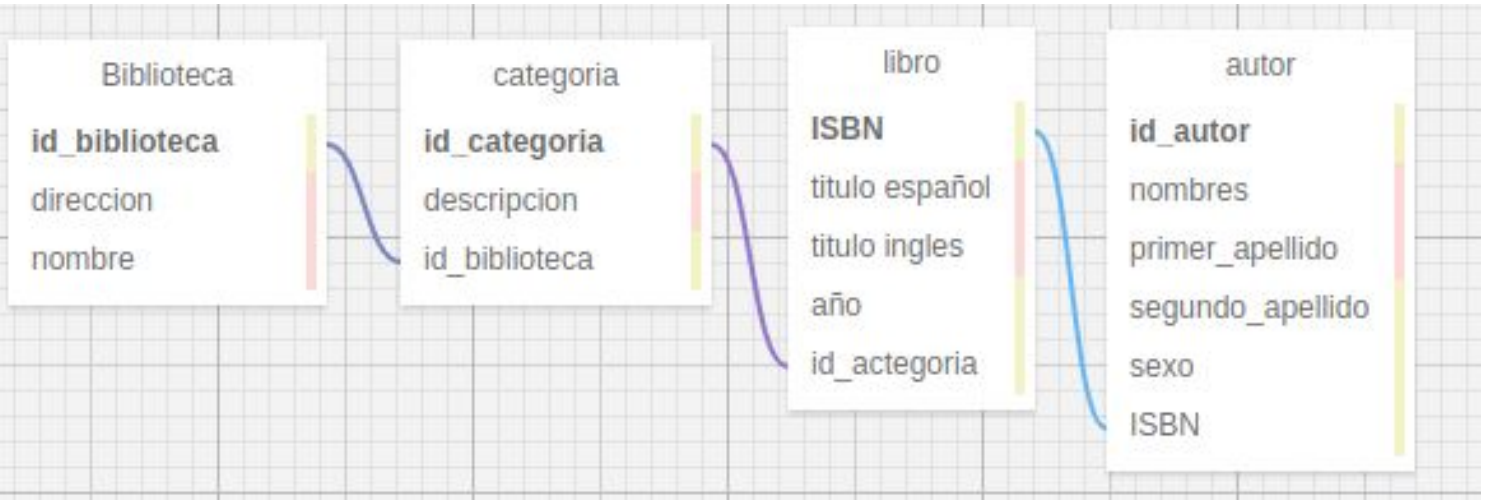 Biblioteca
id_biblioteca
direccion
nombre
categoria
id_categoria
descripcion
id_biblioteca
libro
ISBN
titulo español
titulo ingles
año
id_actegoria
autor
id_autor
nombres
primer_apellido
segundo_apellido
sexo
ISBN